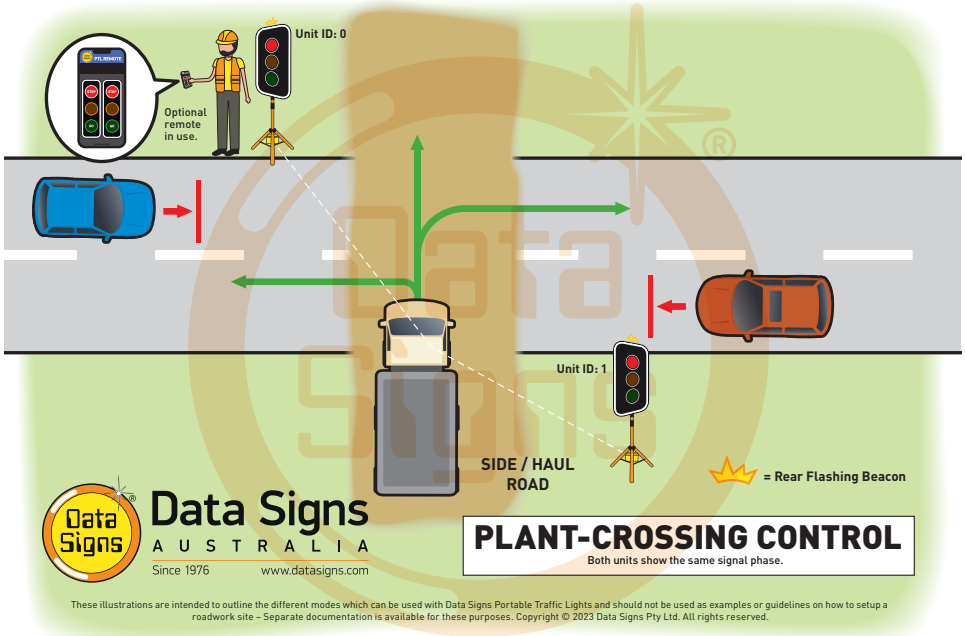 Unit ID: 0
PTL REMOTE
STOP STOP
GO GO
Optional
remote
in use.
®
Data
Signs
Unit ID: 1
SIDE / HAUL
ROAD
= Rear Flashing Beacon
Data
Signs
®
Data Signs
AUSTRALIA
Since 1976 www.datasigns.com
PLANT-CROSSING CONTROL
Both units show the same signal phase.
These illustrations are intended to outline the different modes which can be used with Data Signs Portable Traffic Lights and should not be used as examples or guidelines on how to setup a
roadwork site – Separate documentation is available for these purposes. Copyright © 2023 Data Signs Pty Ltd. All rights reserved.